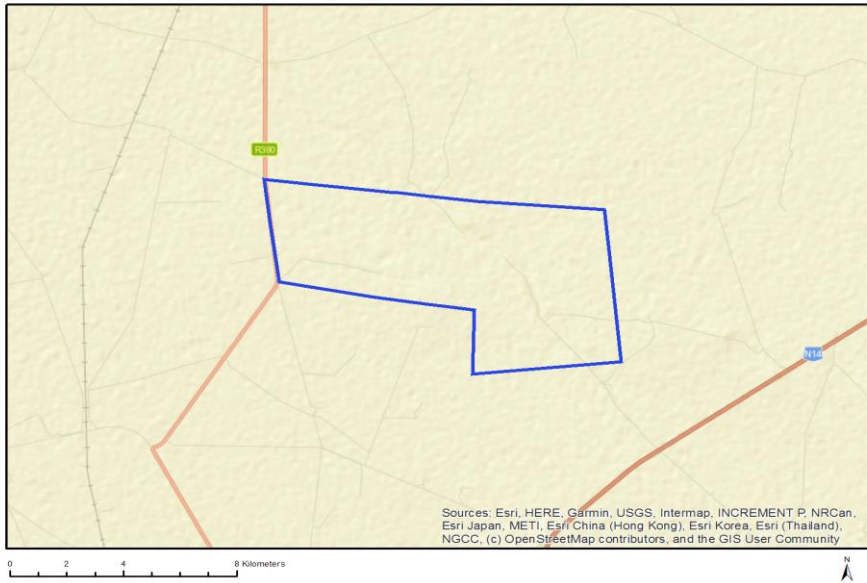 R380
N14
Sources: Esri, HERE, Garmin, USGS, Intermap, INCREMENT P, NRCan,
Esri Japan, METI, Esri China (Hong Kong), Esri Korea, Esri (Thailand),
NGCC, (c) OpenStreetMap contributors, and the GIS User Community
0 2 4 8 Kilometers
N